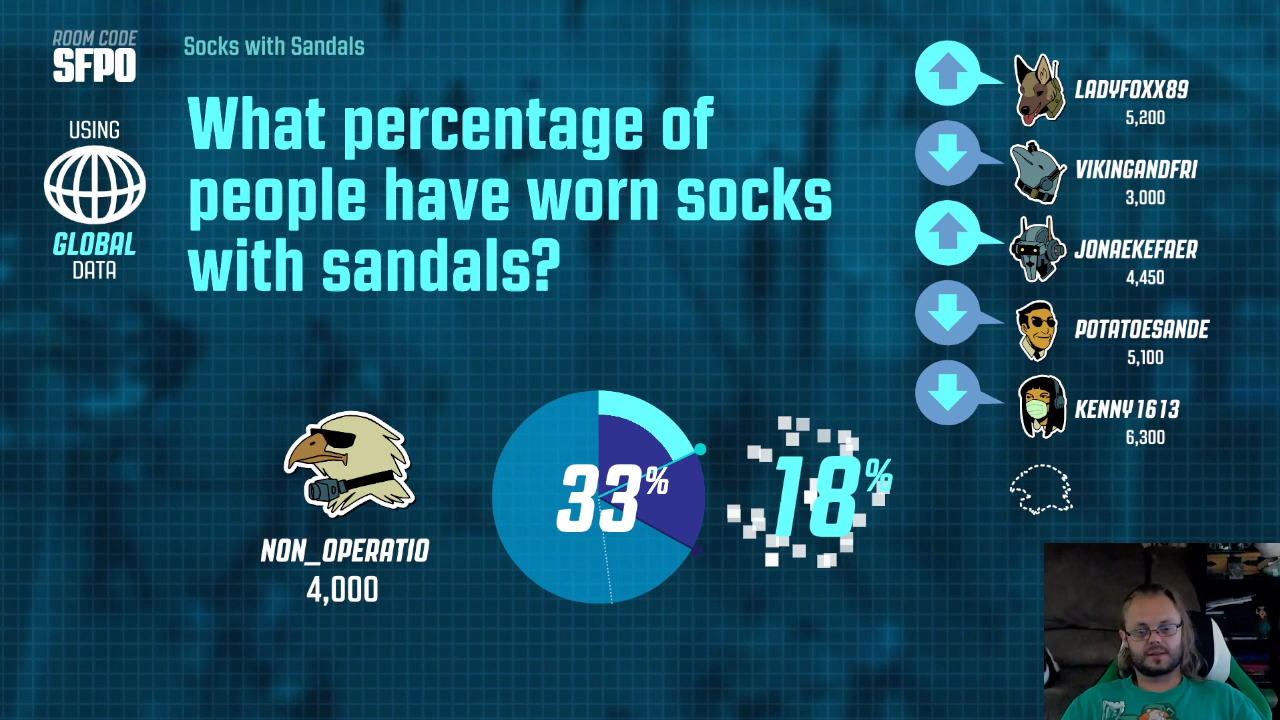 ROOM CODE
SFPO
USING
GLOBAL
DATA
Socks with Sandals
What percentage of
people have worn socks
with sandals?
LADYFOXX89
5,200
VIKINGANDFRI
3,000
JONAEKEFAER
4,450
POTATOESANDE
5,100
KENNY1613
6,300
33%
18%
NON_OPERATIO
4,000